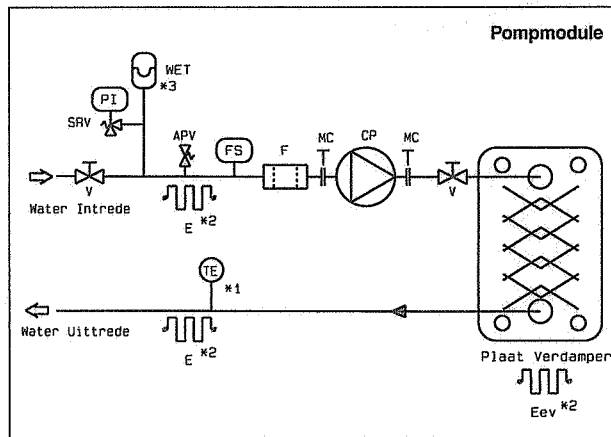 Pompmodule
WET
*3
PI
SRV
APV
FS
F
MC
CP
MC
V
V
Water Intrede
E *2
TE
*1
Water Uittrede
E *2
Plaat Verdamper
Eev *2